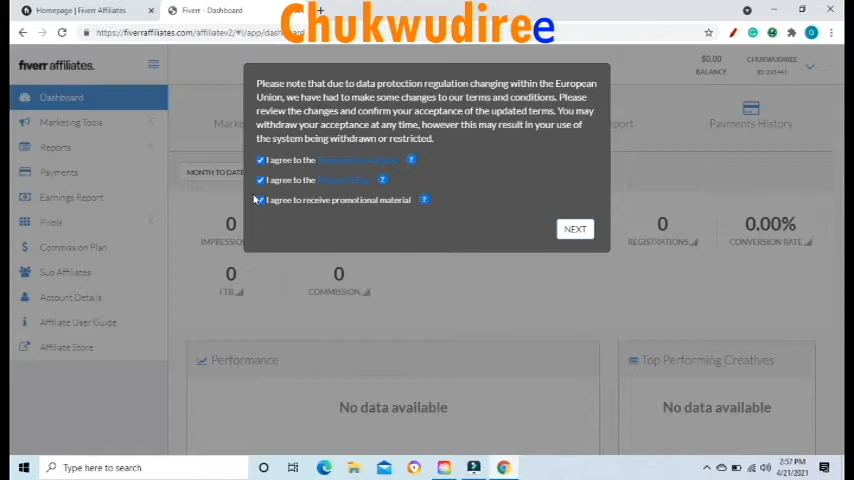 Homepage | Fiverr Affiliates
Fiverr - Dashboard
Chukwudiree
https://fiverraffiliates.com/affiliatev2/#!/app/dashboard
fiverr affiliates.
$0.00
BALANCE
CHUKWUDIREE
Dashboard
Marketing Tools
Reports
Payments
Earnings Report
Pixels
Commission Plan
Sub Affiliates
Account Details
Affiliate User Guide
Affiliate Store
Payments History
MONTH TO DATE
Please note that due to data protection regulation changing within the European
Union, we have had to make some changes to our terms and conditions. Please
review the changes and confirm your acceptance of the updated terms. You may
withdraw your acceptance at any time, however this may result in your use of
the system being withdrawn or restricted.
I agree to the
I agree to the
I agree to receive promotional material
NEXT
0
0
0.00%
REGISTRATIONS
CONVERSION RATE
0
0
FTB
COMMISSION
Performance
Top Performing Creatives
No data available
No data available
Type here to search
2:57 PM
4/21/2021